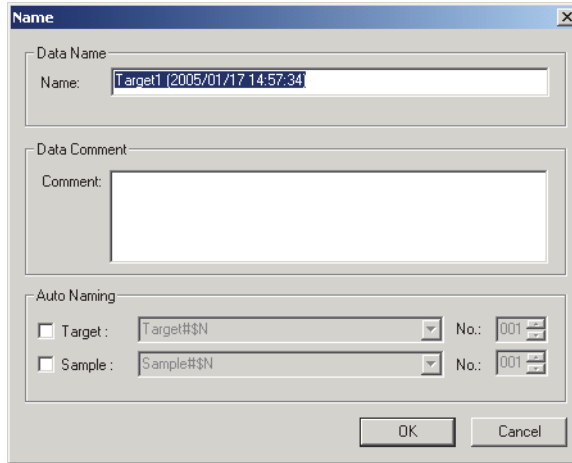 Name
Data Name
Name: Target1 (2005/01/17 14:57:34)
Data Comment
Comment:
Auto Naming
Target : Target#$N No.: 001
Sample : Sample#$N No.: 001
OK Cancel